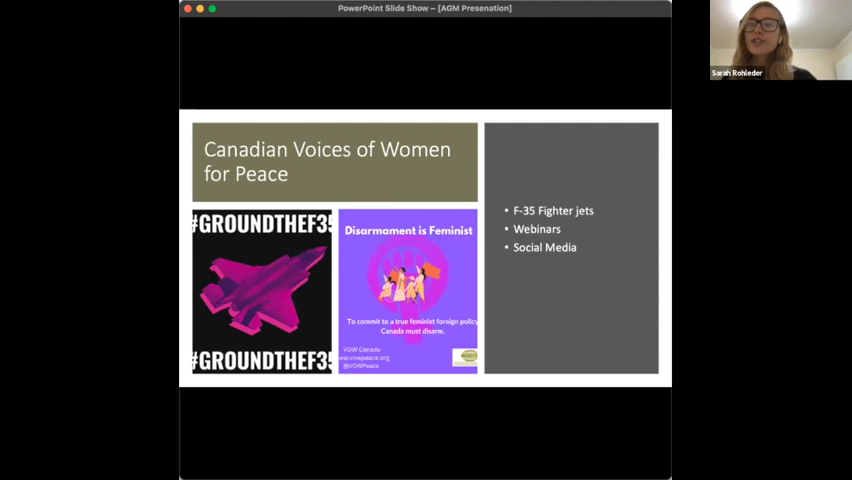 PowerPoint Slide Show – [AGM Presenation]
Sarah Rohleder
Canadian Voices of Women
for Peace
#GROUNDTHEF35
#GROUNDTHEF35
Disarmament is Feminist
To commit to a true feminist foreign policy
Canada must disarm.
VOW Canada
www.vowpeace.org
@VOWPeace
• F-35 Fighter jets
• Webinars
• Social Media